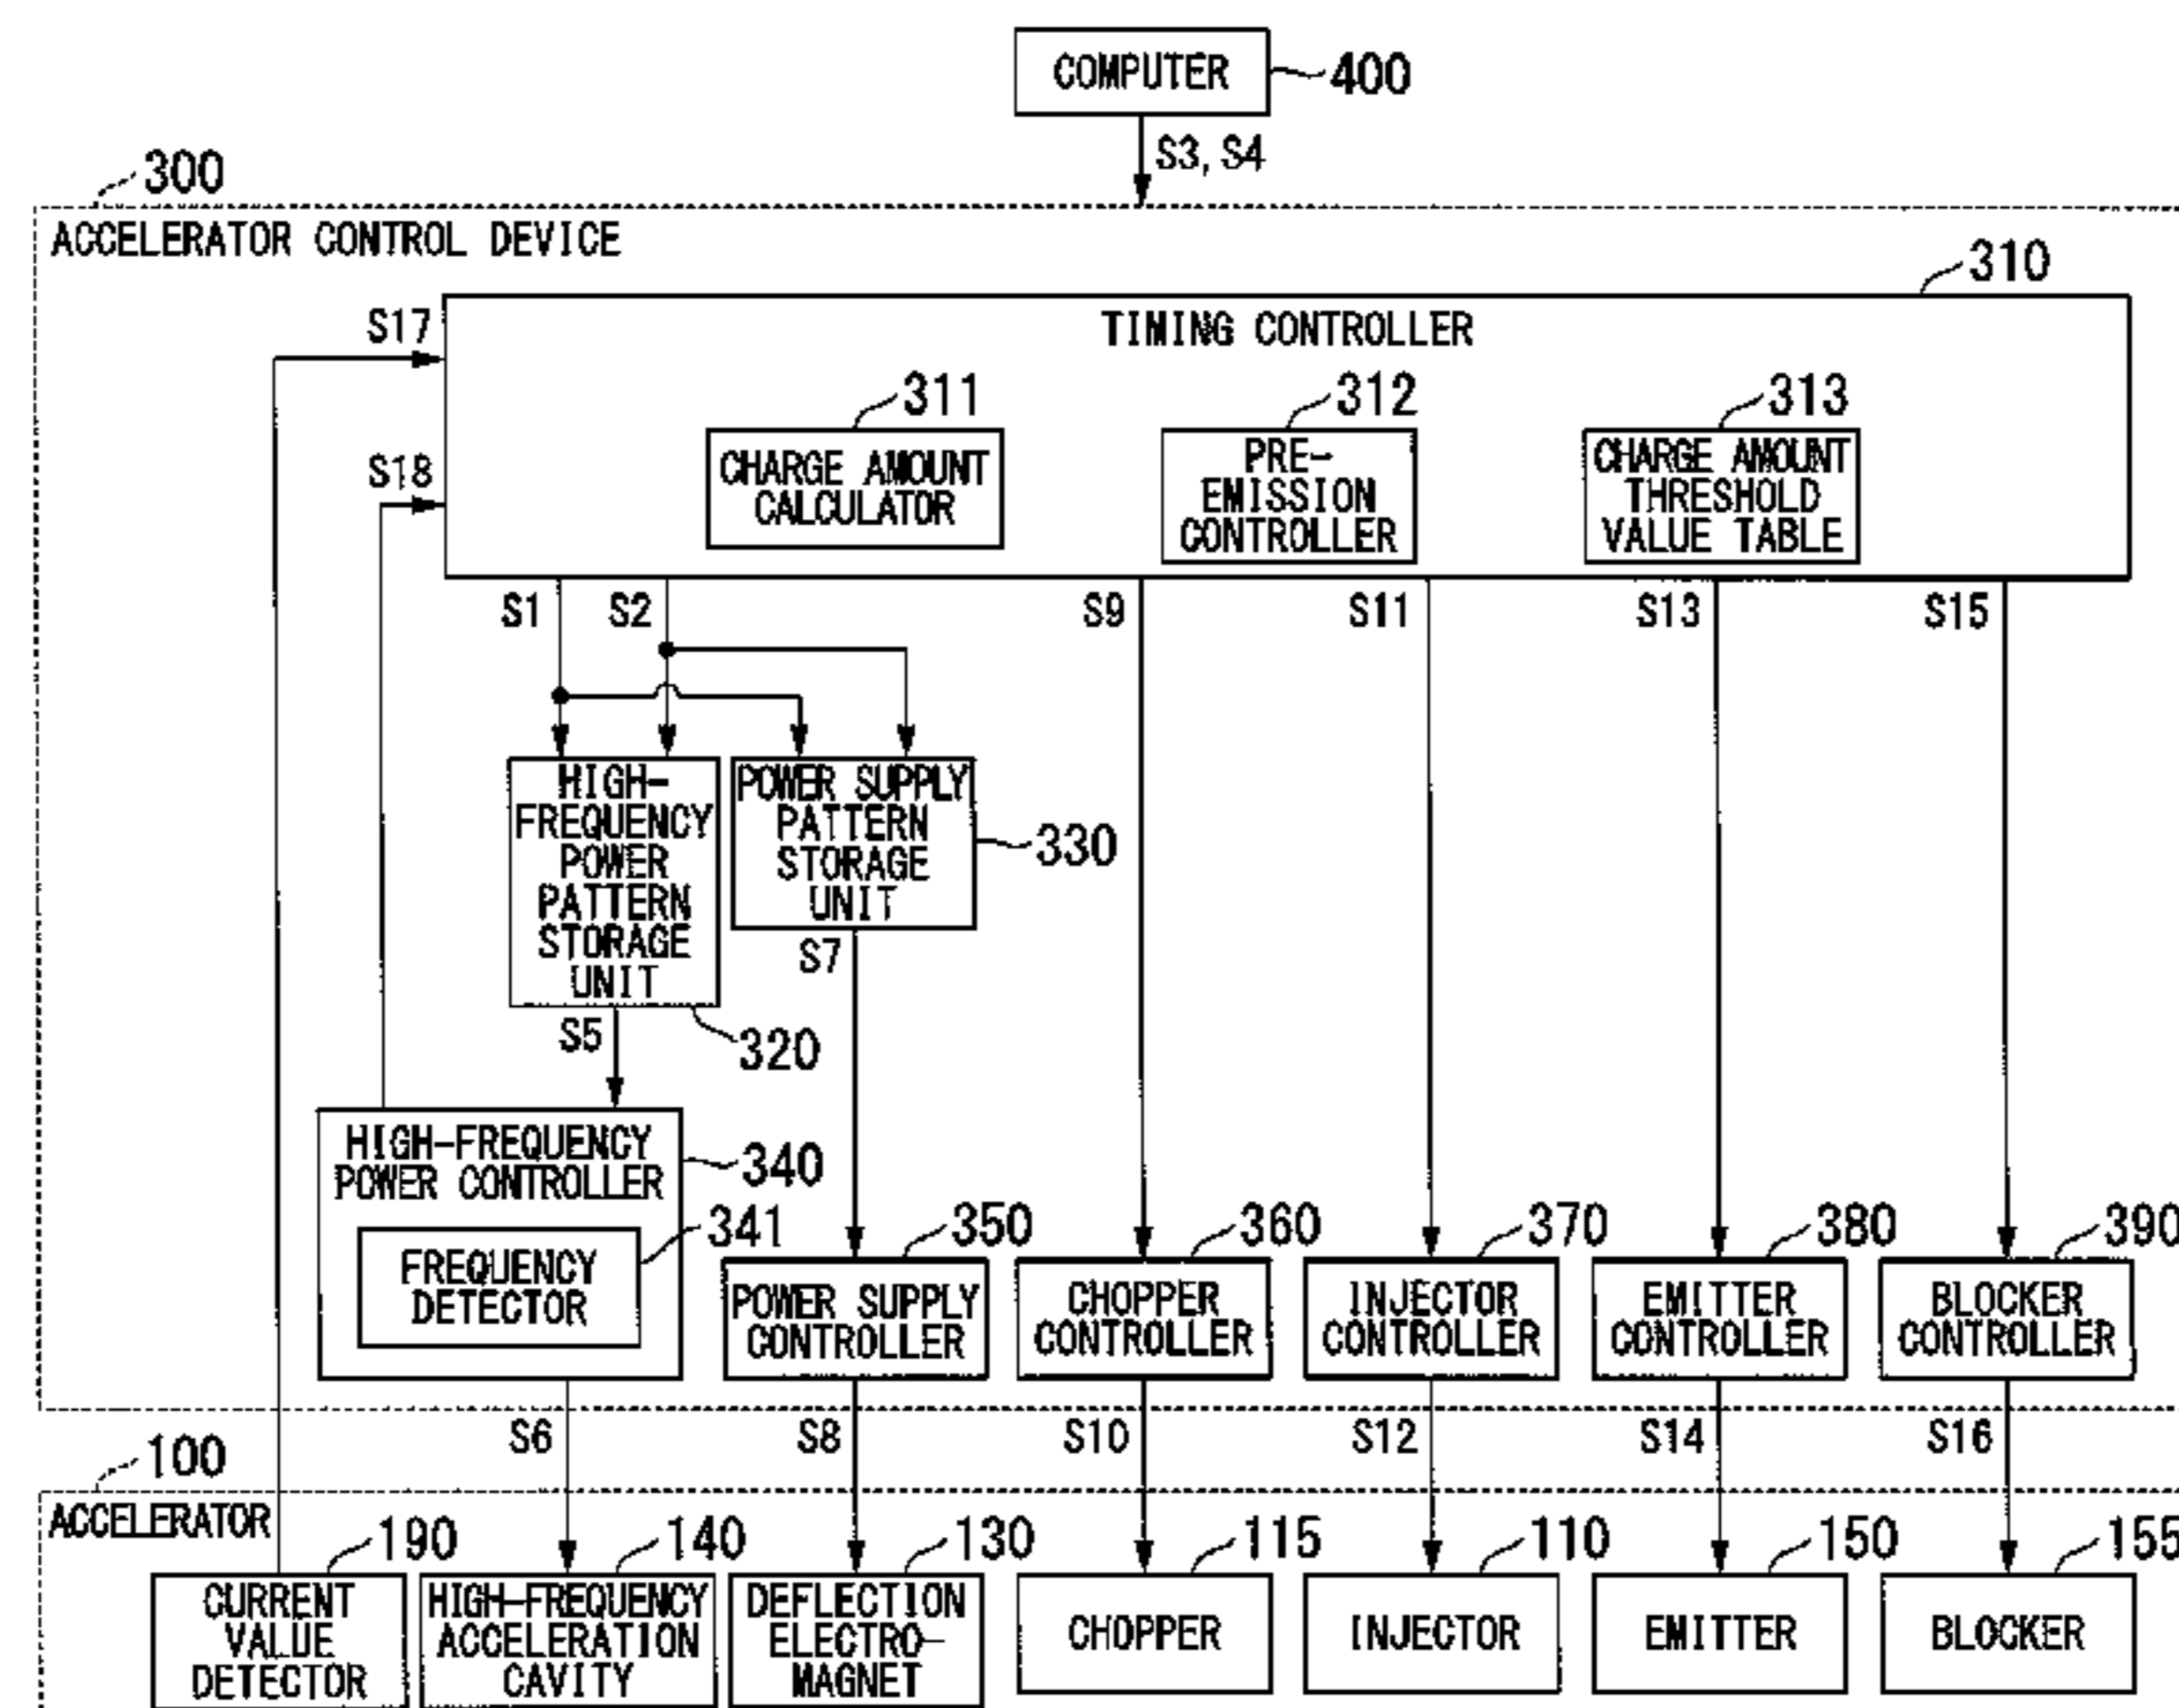 COMPUTER
400
S3, S4
300
ACCELERATOR CONTROL DEVICE
310
S17
TIMING CONTROLLER
311
312
313
S18
CHARGE AMOUNT
CALCULATOR
PRE-
EMISSION
CONTROLLER
CHARGE AMOUNT
THRESHOLD
VALUE TABLE
S1
S2
S9
S11
S13
S15
HIGH-
FREQUENCY
POWER
PATTERN
STORAGE
UNIT
POWER SUPPLY
PATTERN
STORAGE
UNIT
330
S7
S5
320
HIGH-FREQUENCY
POWER CONTROLLER
340
341
FREQUENCY
DETECTOR
350
360
370
380
390
POWER SUPPLY
CONTROLLER
CHOPPER
CONTROLLER
INJECTOR
CONTROLLER
EMITTER
CONTROLLER
BLOCKER
CONTROLLER
S6
S8
S10
S12
S14
S16
100
ACCELERATOR
190
140
130
115
110
150
155
CURRENT
VALUE
DETECTOR
HIGH-FREQUENCY
ACCELERATION
CAVITY
DEFLECTION
ELECTRO-
MAGNET
CHOPPER
INJECTOR
EMITTER
BLOCKER